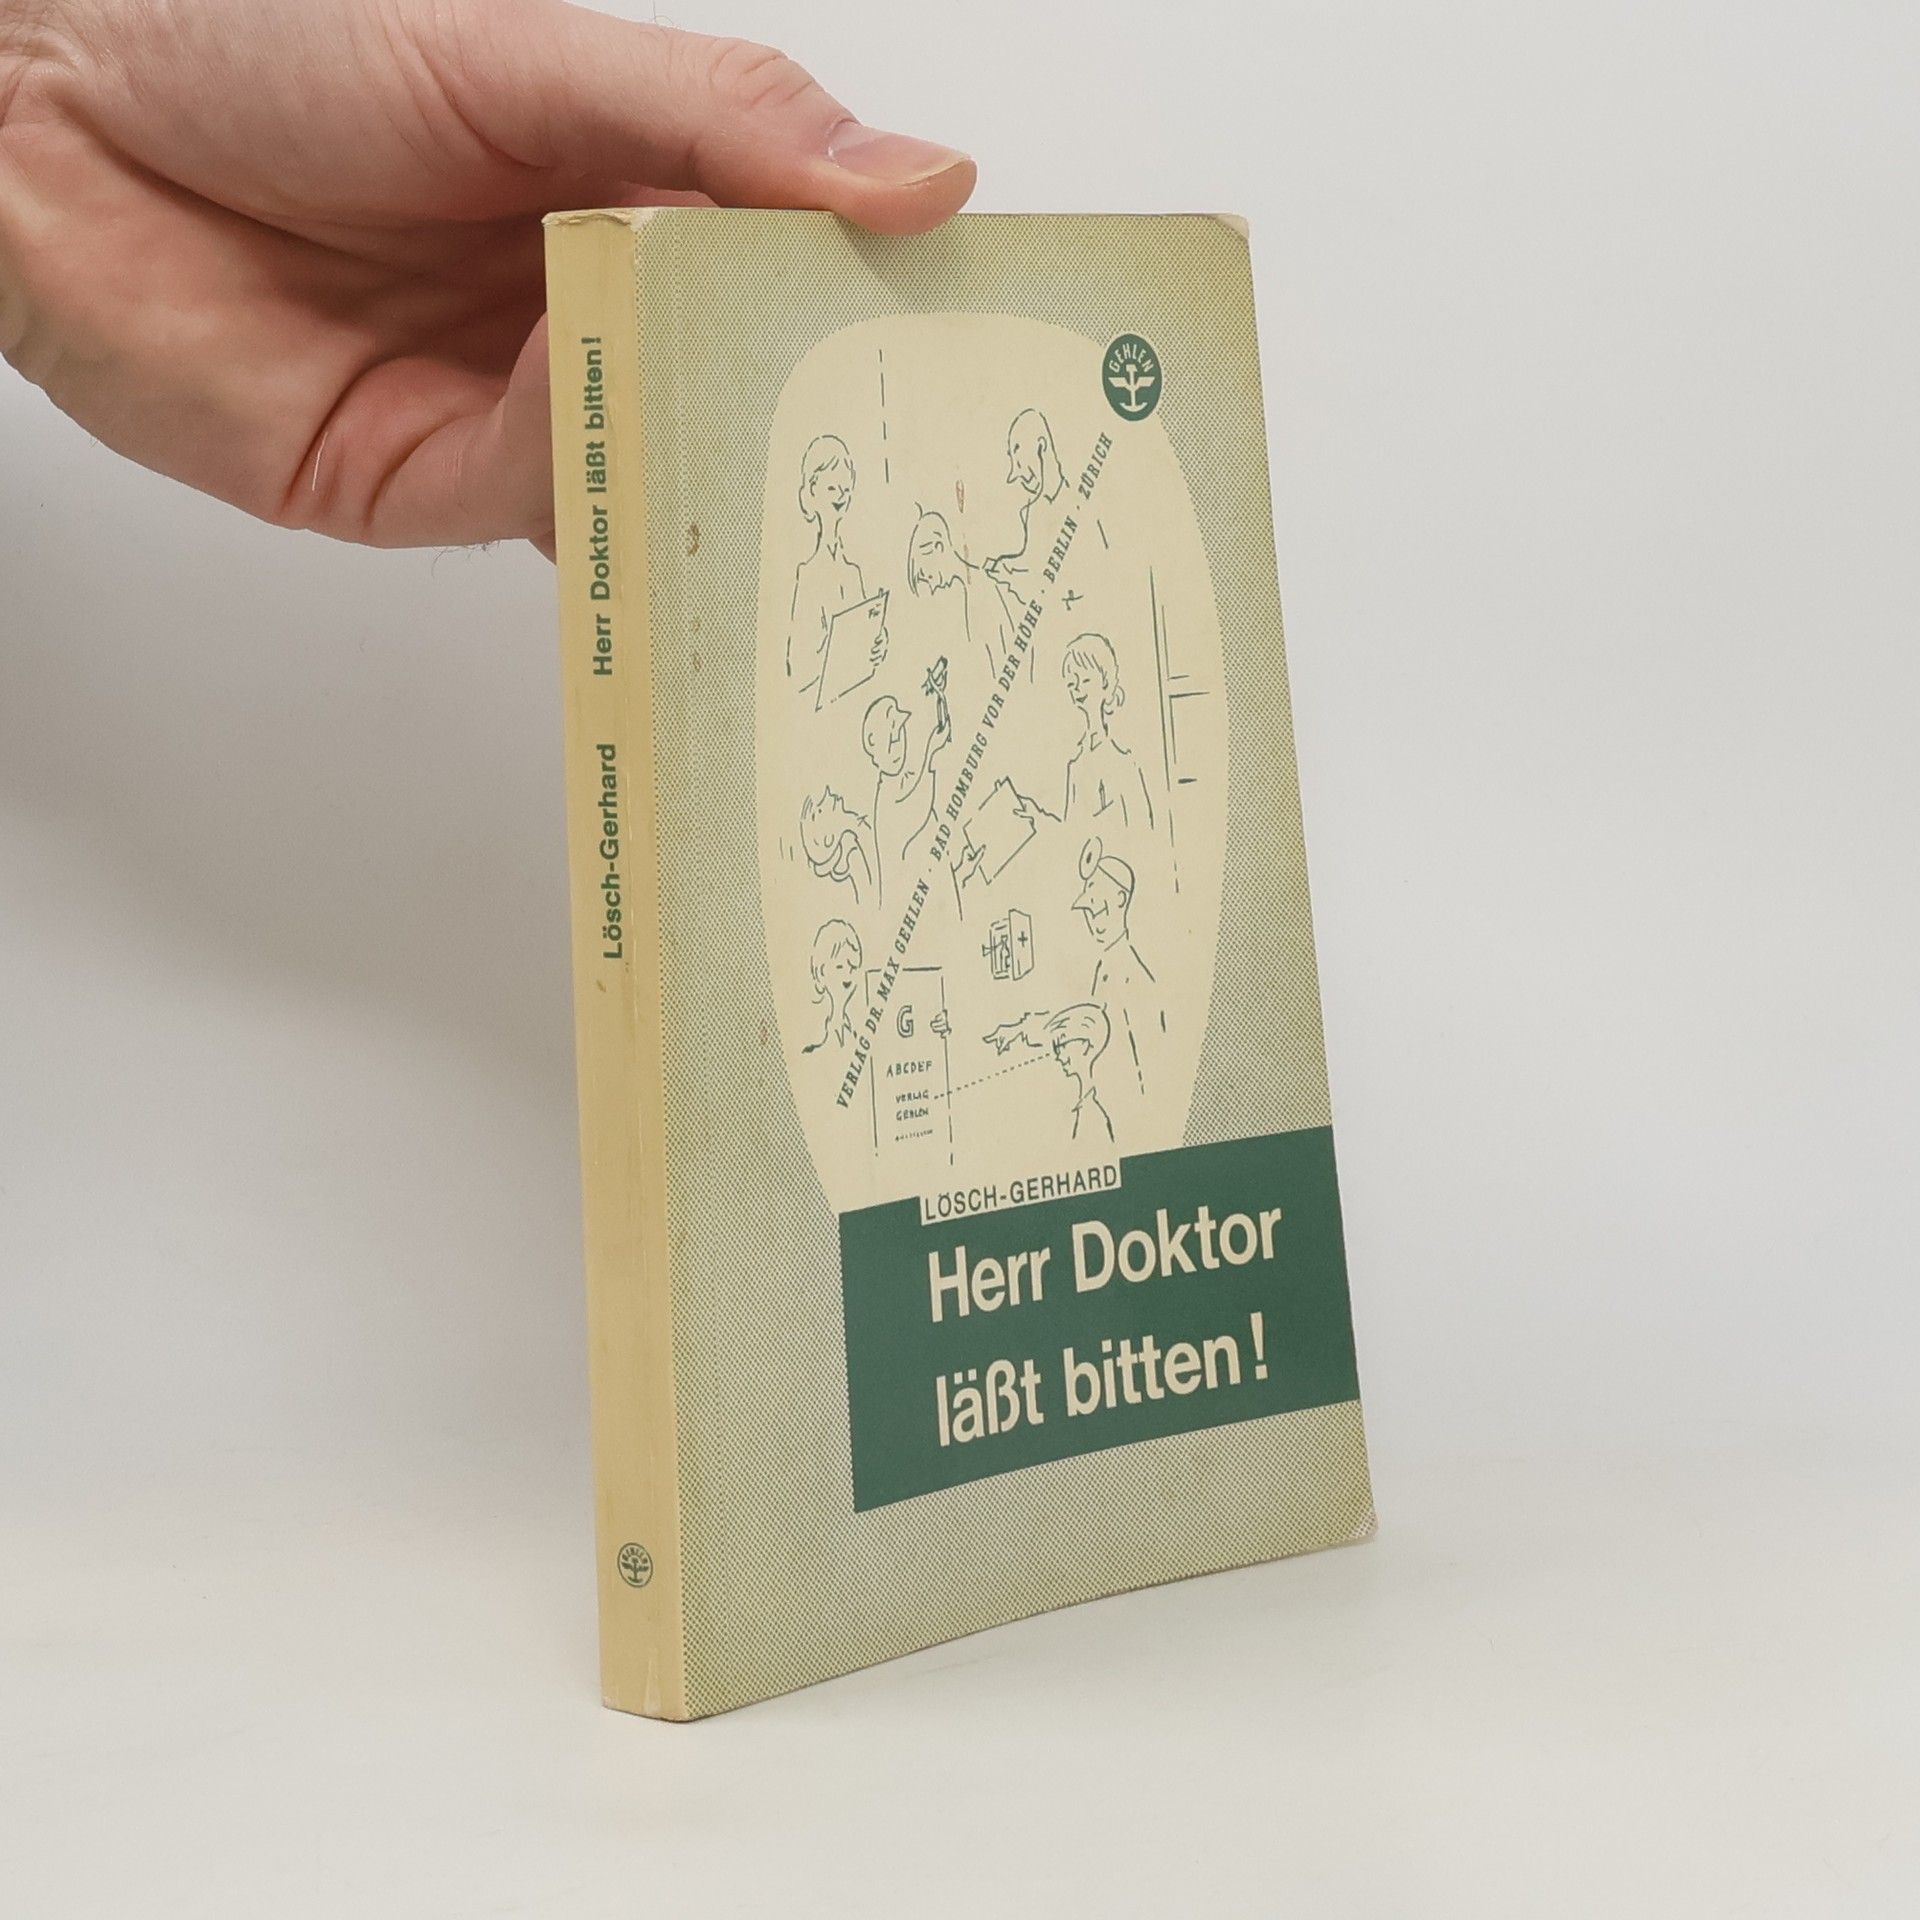 Lösch-Gerhard Herr Doktor läßt bitten!
GEHLEN
GEHLEN
VERLAG DR. MAX GEHLEN · BAD HOMBURG VOR DER HÖHE · BERLIN · ZÜRICH
G
ABCDEF
VERLAG
GEHLEN
LÖSCH-GERHARD
Herr Doktor
läßt bitten!